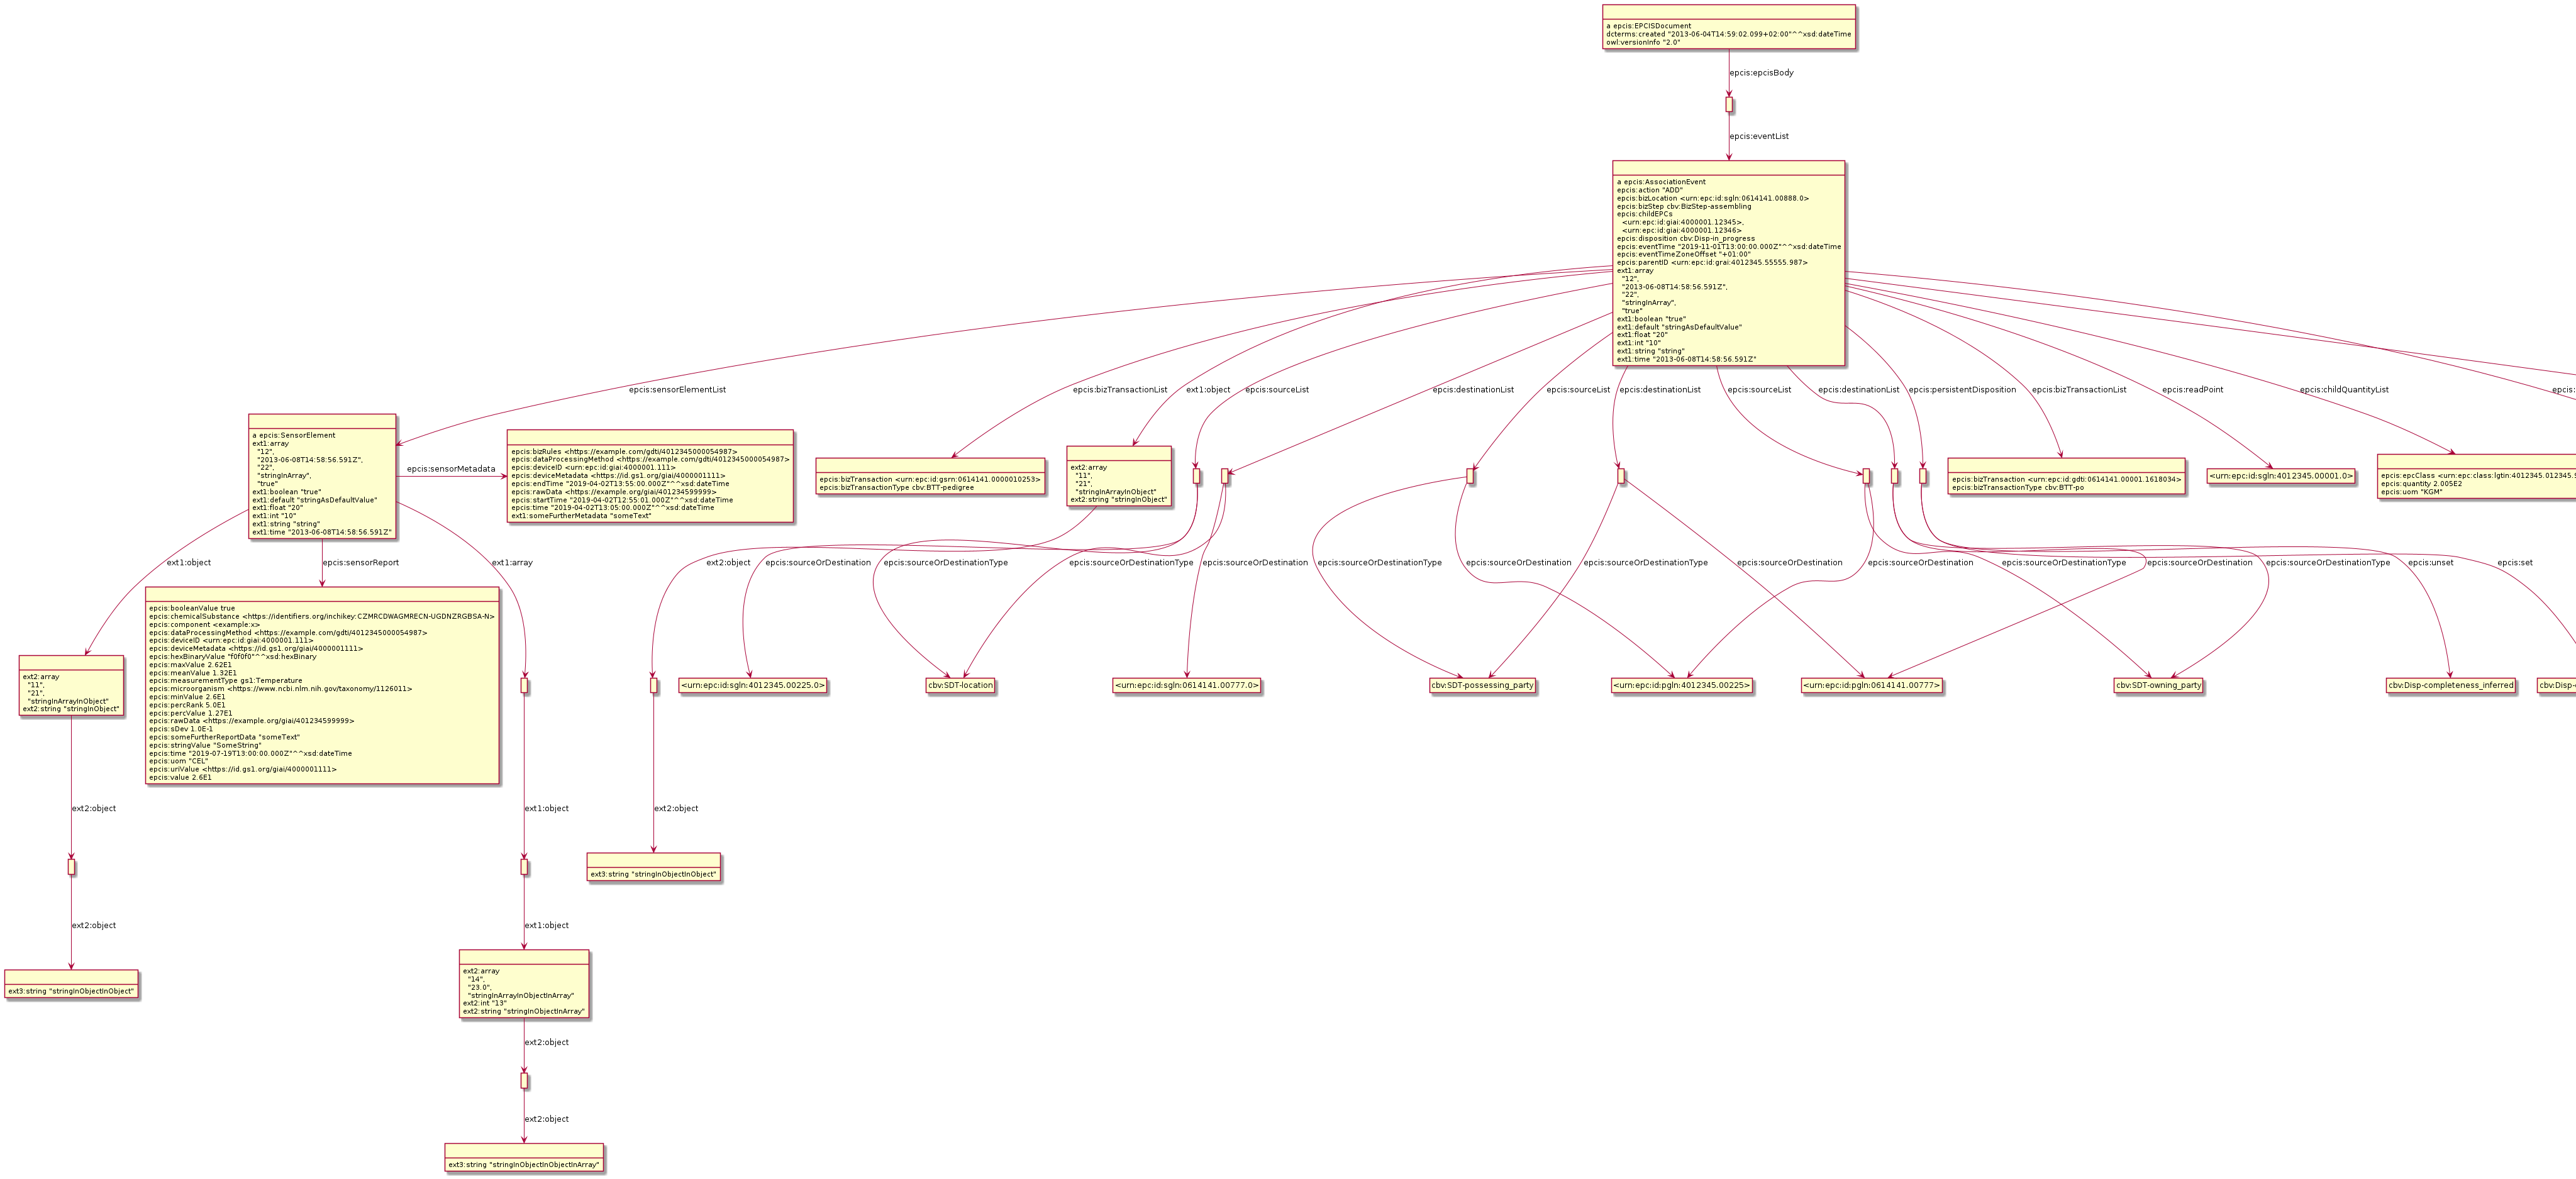 a epcis:EPCISDocument
dcterms:created "2013-06-04T14:59:02.099+02:00"^^xsd:dateTime
owl:versionInfo "2.0"
epcis:epcisBody
epcis:eventList
a epcis:AssociationEvent
epcis:action "ADD"
epcis:bizLocation <urn:epc:id:sgln:0614141.00888.0>
epcis:bizStep cbv:BizStep-assembling
epcis:childEPCs
<urn:epc:id:giai:4000001.12345>,
<urn:epc:id:giai:4000001.12346>
epcis:disposition cbv:Disp-in_progress
epcis:eventTime "2019-11-01T13:00:00.000Z"^^xsd:dateTime
epcis:eventTimeZoneOffset "+01:00"
epcis:parentID <urn:epc:id:grai:4012345.55555.987>
ext1:array
"12",
"2013-06-08T14:58:56.591Z",
"22",
"stringInArray",
"true"
ext1:boolean "true"
ext1:default "stringAsDefaultValue"
ext1:float "20"
ext1:int "10"
ext1:string "string"
ext1:time "2013-06-08T14:58:56.591Z"
epcis:sensorElementList
epcis:bizTransactionList
ext1:object
epcis:sourceList
epcis:destinationList
epcis:sourceList
epcis:destinationList
epcis:sourceList
epcis:destinationList
epcis:persistentDisposition
epcis:bizTransactionList
epcis:readPoint
epcis:childQuantityList
epcis:
a epcis:SensorElement
ext1:array
"12",
"2013-06-08T14:58:56.591Z",
"22",
"stringInArray",
"true"
ext1:boolean "true"
ext1:default "stringAsDefaultValue"
ext1:float "20"
ext1:int "10"
ext1:string "string"
ext1:time "2013-06-08T14:58:56.591Z"
epcis:sensorMetadata
epcis:bizRules <https://example.com/gdti/4012345000054987>
epcis:dataProcessingMethod <https://example.com/gdti/4012345000054987>
epcis:deviceID <urn:epc:id:giai:4000001.111>
epcis:deviceMetadata <https://id.gs1.org/giai/4000001111>
epcis:endTime "2019-04-02T13:55:00.000Z"^^xsd:dateTime
epcis:rawData <https://example.org/giai/401234599999>
epcis:startTime "2019-04-02T12:55:01.000Z"^^xsd:dateTime
epcis:time "2019-04-02T13:05:00.000Z"^^xsd:dateTime
ext1:someFurtherMetadata "someText"
epcis:bizTransaction <urn:epc:id:gsrn:0614141.0000010253>
epcis:bizTransactionType cbv:BTT-pedigree
ext2:array
"11",
"21",
"stringInArrayInObject"
ext2:string "stringInObject"
epcis:bizTransaction <urn:epc:id:gdti:0614141.00001.1618034>
epcis:bizTransactionType cbv:BTT-po
<urn:epc:id:sgln:4012345.00001.0>
epcis:epcClass <urn:epc:class:lgtin:4012345.012345.9
epcis:quantity 2.005E2
epcis:uom "KGM"
ext1:object
epcis:sensorReport
ext1:array
ext2:object
epcis:sourceOrDestination
epcis:sourceOrDestinationType
epcis:sourceOrDestinationType
epcis:sourceOrDestination
epcis:sourceOrDestinationType
epcis:sourceOrDestination
epcis:sourceOrDestinationType
epcis:sourceOrDestination
epcis:sourceOrDestination
epcis:sourceOrDestinationType
epcis:sourceOrDestination
epcis:sourceOrDestinationType
epcis:unset
epcis:set
ext2:array
"11",
"21",
"stringInArrayInObject"
ext2:string "stringInObject"
epcis:booleanValue true
epcis:chemicalSubstance <https://identifiers.org/inchikey:CZMRCDWAGMRECN-UGDNZRGBSA-N>
epcis:component <example:x>
epcis:dataProcessingMethod <https://example.com/gdti/4012345000054987>
epcis:deviceID <urn:epc:id:giai:4000001.111>
epcis:deviceMetadata <https://id.gs1.org/giai/4000001111>
epcis:hexBinaryValue "f0f0f0"^^xsd:hexBinary
epcis:maxValue 2.62E1
epcis:meanValue 1.32E1
epcis:measurementType gs1:Temperature
epcis:microorganism <https://www.ncbi.nlm.nih.gov/taxonomy/1126011>
epcis:minValue 2.6E1
epcis:percRank 5.0E1
epcis:percValue 1.27E1
epcis:rawData <https://example.org/giai/401234599999>
epcis:sDev 1.0E-1
epcis:someFurtherReportData "someText"
epcis:stringValue "SomeString"
epcis:time "2019-07-19T13:00:00.000Z"^^xsd:dateTime
epcis:uom "CEL"
epcis:uriValue <https://id.gs1.org/giai/4000001111>
epcis:value 2.6E1
<urn:epc:id:sgln:4012345.00225.0>
cbv:SDT-location
<urn:epc:id:sgln:0614141.00777.0>
cbv:SDT-possessing_party
<urn:epc:id:pgln:4012345.00225>
<urn:epc:id:pgln:0614141.00777>
cbv:SDT-owning_party
cbv:Disp-completeness_inferred
cbv:Disp-
ext2:object
ext1:object
ext2:object
ext3:string "stringInObjectInObject"
ext2:object
ext1:object
ext3:string "stringInObjectInObject"
ext2:array
"14",
"23.0",
"stringInArrayInObjectInArray"
ext2:int "13"
ext2:string "stringInObjectInArray"
ext2:object
ext2:object
ext3:string "stringInObjectInObjectInArray"